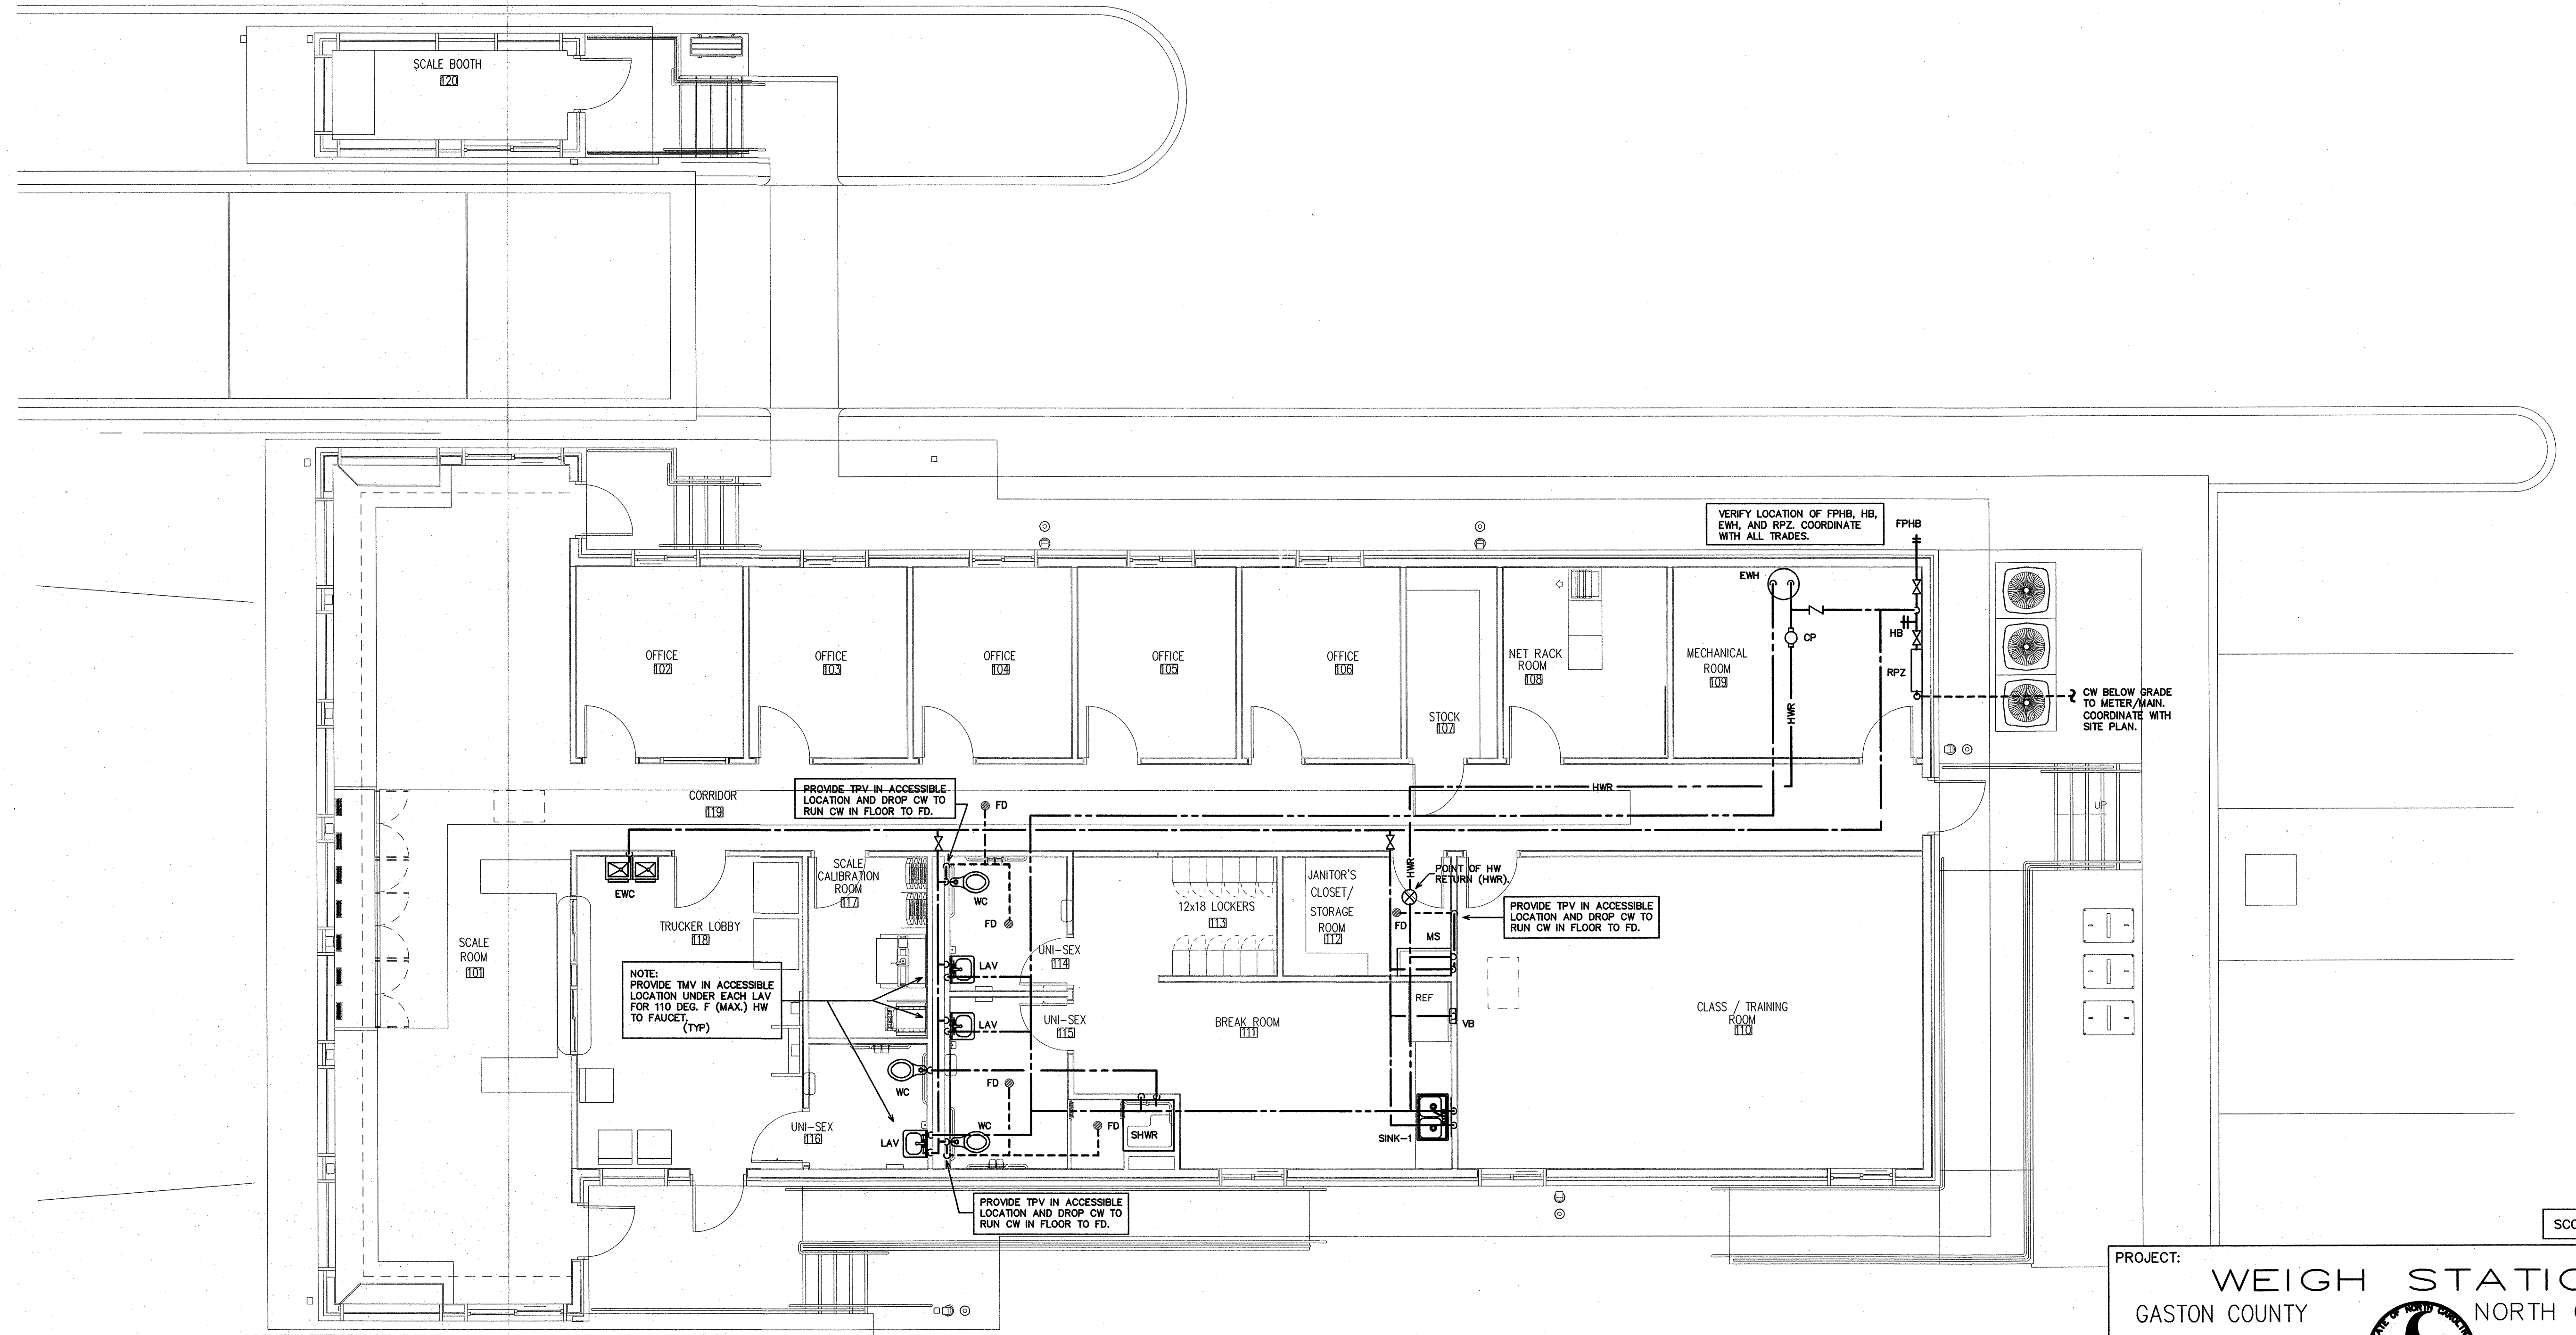 SCALE BOOTH
120
VERIFY LOCATION OF FPHB, HB,
EWH, AND RPZ. COORDINATE
WITH ALL TRADES.
FPHB
EWH
CP
HB
RPZ
HWR
CW BELOW GRADE
TO METER/MAIN.
COORDINATE WITH
SITE PLAN.
OFFICE
102
OFFICE
103
OFFICE
104
OFFICE
105
OFFICE
106
STOCK
107
NET RACK
ROOM
108
MECHANICAL
ROOM
109
CORRIDOR
119
PROVIDE TPV IN ACCESSIBLE
LOCATION AND DROP CW TO
RUN CW IN FLOOR TO FD.
FD
HWR
UP
SCALE
ROOM
101
EWC
TRUCKER LOBBY
118
SCALE
CALIBRATION
ROOM
117
WC
FD
LAV
UNI-SEX
114
12x18 LOCKERS
113
JANITOR'S
CLOSET/
STORAGE
ROOM
112
HWR
POINT OF HW
RETURN (HWR).
FD
MS
PROVIDE TPV IN ACCESSIBLE
LOCATION AND DROP CW TO
RUN CW IN FLOOR TO FD.
NOTE:
PROVIDE TMV IN ACCESSIBLE
LOCATION UNDER EACH LAV
FOR 110 DEG. F (MAX.) HW
TO FAUCET.
(TYP)
LAV
UNI-SEX
115
BREAK ROOM
111
REF
VB
CLASS / TRAINING
ROOM
110
WC
FD
UNI-SEX
116
LAV
WC
FD
SHWR
SINK-1
PROVIDE TPV IN ACCESSIBLE
LOCATION AND DROP CW TO
RUN CW IN FLOOR TO FD.
SCO
PROJECT:
WEIGH STATIO
GASTON COUNTY
NORTH C
STATE OF NORTH CAROLIN